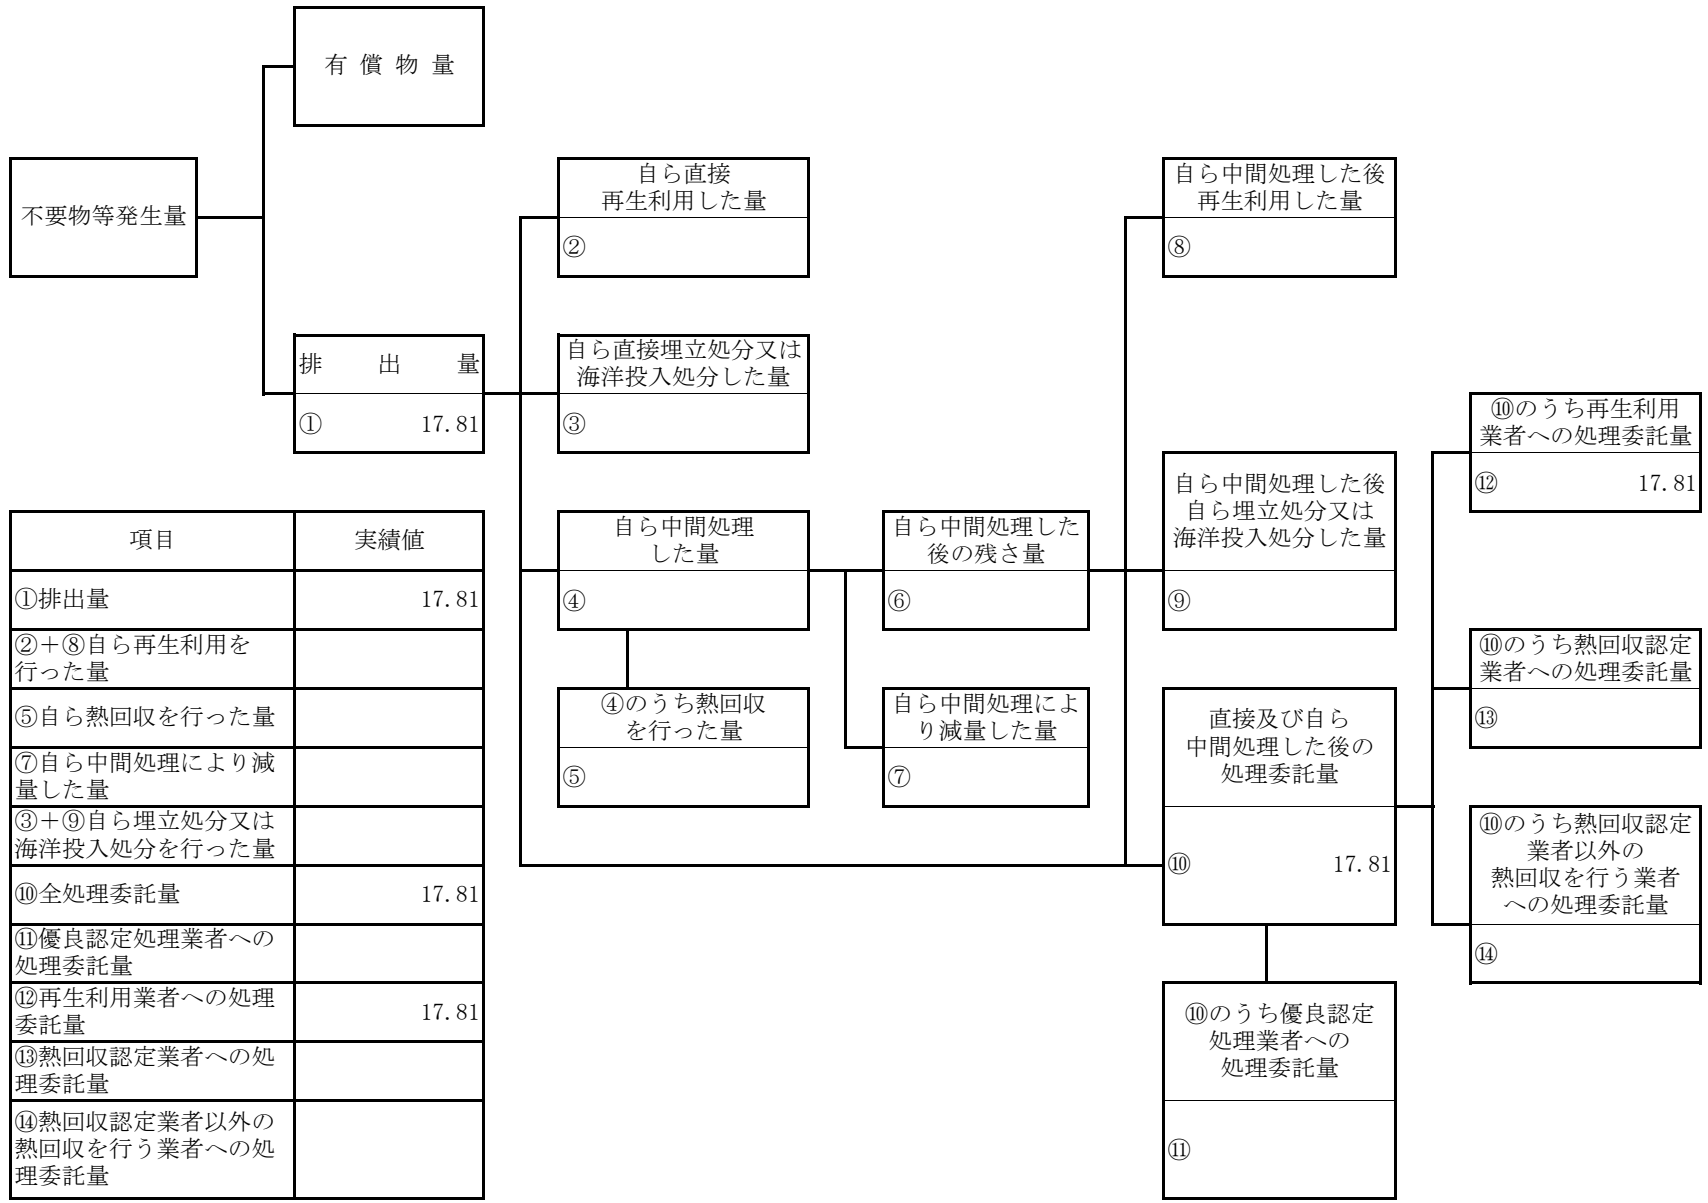 有償物量
不要物等発生量
自ら直接
再生利用した量
②
自ら中間処理した後
再生利用した量
⑧
排出量
① 17.81
自ら直接埋立処分又は
海洋投入処分した量
③
⑩のうち再生利用
業者への処理委託量
⑫ 17.81
自ら中間処理した後
自ら埋立処分又は
海洋投入処分した量
⑨
自ら中間処理
した量
④
自ら中間処理した
後の残さ量
⑥
④のうち熱回収
を行った量
⑤
自ら中間処理によ
り減量した量
⑦
直接及び自ら
中間処理した後の
処理委託量
⑩ 17.81
⑩のうち熱回収認定
業者への処理委託量
⑬
⑩のうち熱回収認定
業者以外の
熱回収を行う業者
への処理委託量
⑭
⑩のうち優良認定
処理業者への
処理委託量
⑪
項目 実績値
①排出量 17.81
②＋⑧自ら再生利用を
行った量
⑤自ら熱回収を行った量
⑦自ら中間処理により減
量した量
③＋⑨自ら埋立処分又は
海洋投入処分を行った量
⑩全処理委託量 17.81
⑪優良認定処理業者への
処理委託量
⑫再生利用業者への処理
委託量 17.81
⑬熱回収認定業者への処
理委託量
⑭熱回収認定業者以外の
熱回収を行う業者への処
理委託量